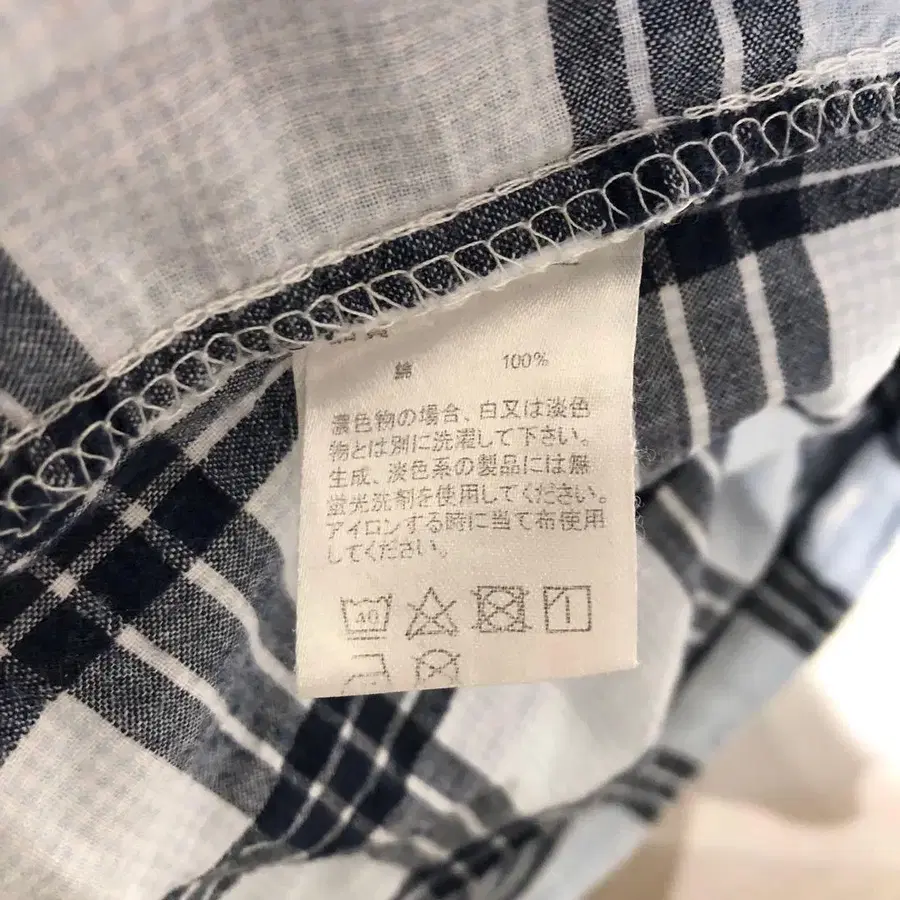 綿 100%
濃色物の場合、白又は淡色
物とは別に洗濯して下さい。
生成、淡色系の製品には無
蛍光洗剤を使用してください。
アイロンする時に当て布使用
してください。
40